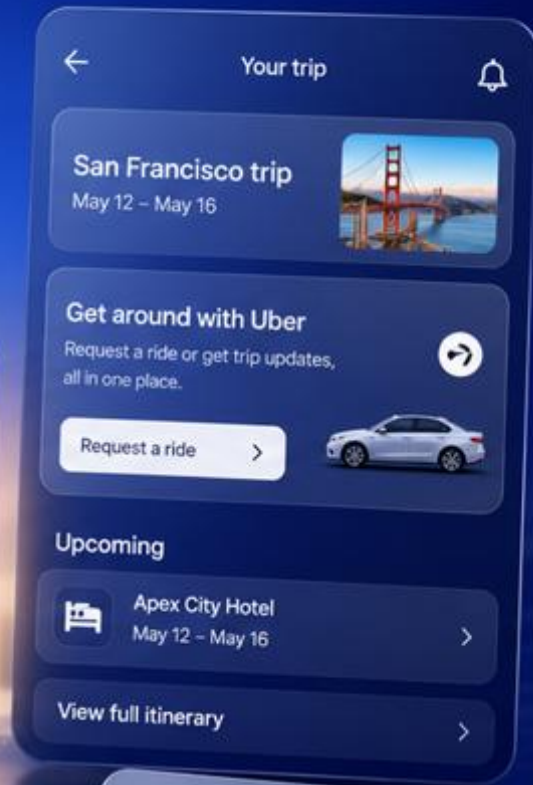 Your trip
San Francisco trip
May 12 – May 16
Get around with Uber
Request a ride or get trip updates,
all in one place.
Request a ride
Upcoming
Apex City Hotel
May 12 – May 16
View full itinerary